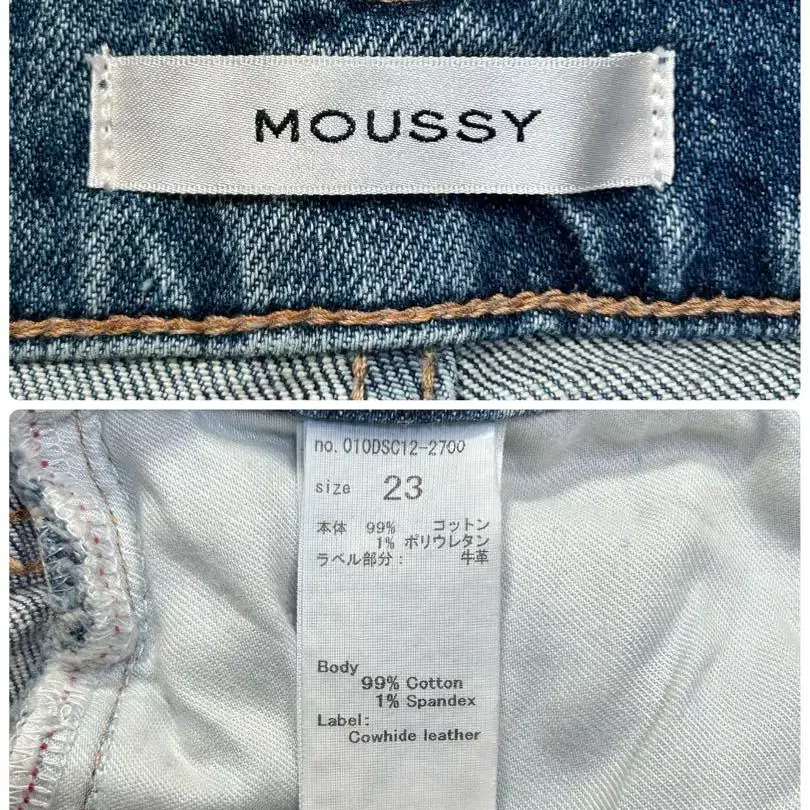 MOUSSY
no.010DSC12-2700
size 23
本体 99% コットン
1% ポリウレタン
ラベル部分: 牛革
Body
99% Cotton
1% Spandex
Label:
Cowhide leather